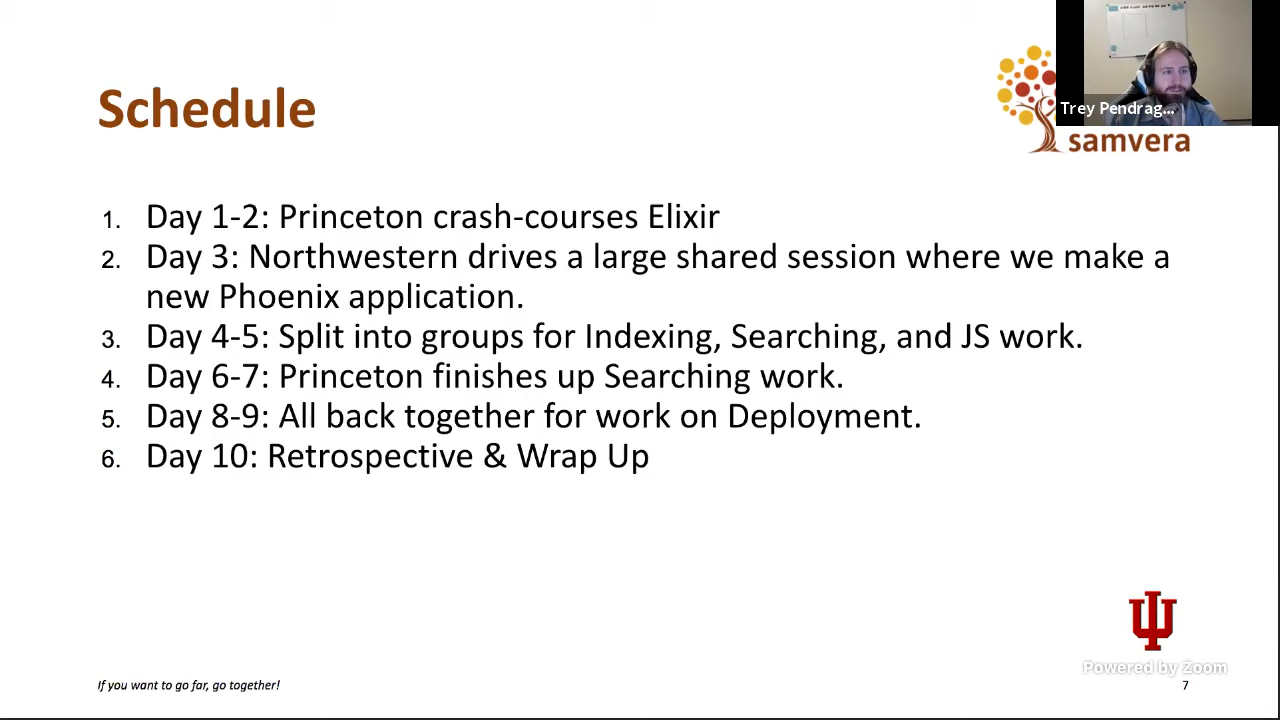 Schedule
Trey Pendrag...
samvera
1. Day 1-2: Princeton crash-courses Elixir
2. Day 3: Northwestern drives a large shared session where we make a
new Phoenix application.
3. Day 4-5: Split into groups for Indexing, Searching, and JS work.
4. Day 6-7: Princeton finishes up Searching work.
5. Day 8-9: All back together for work on Deployment.
6. Day 10: Retrospective & Wrap Up
Powered by Zoom
If you want to go far, go together!
7